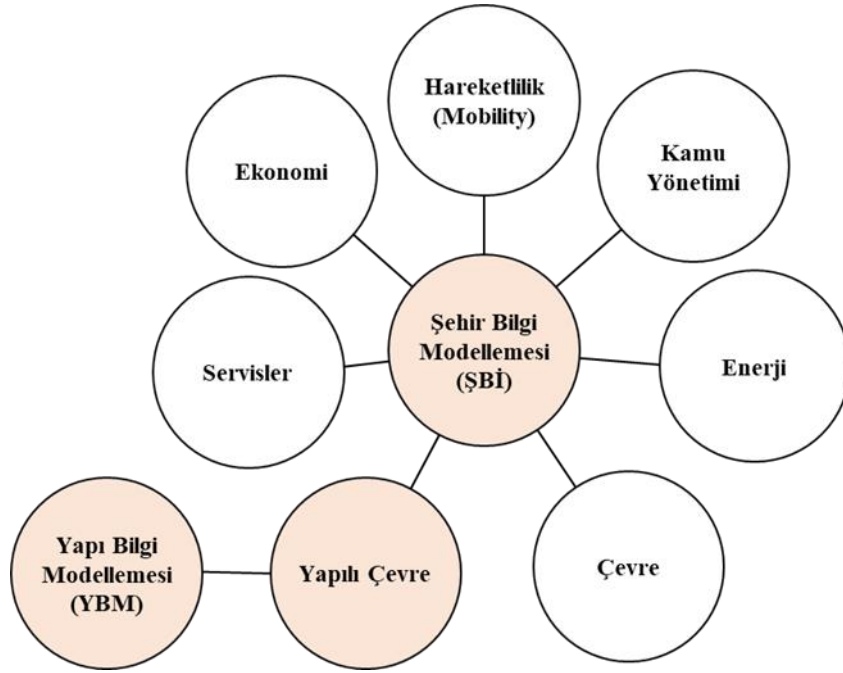 Hareketlilik
(Mobility)
Ekonomi
Kamu
Yönetimi
Şehir Bilgi
Modellemesi
(ŞBİ)
Servisler
Enerji
Yapı Bilgi
Modellemesi
(YBM)
Yapılı Çevre
Çevre